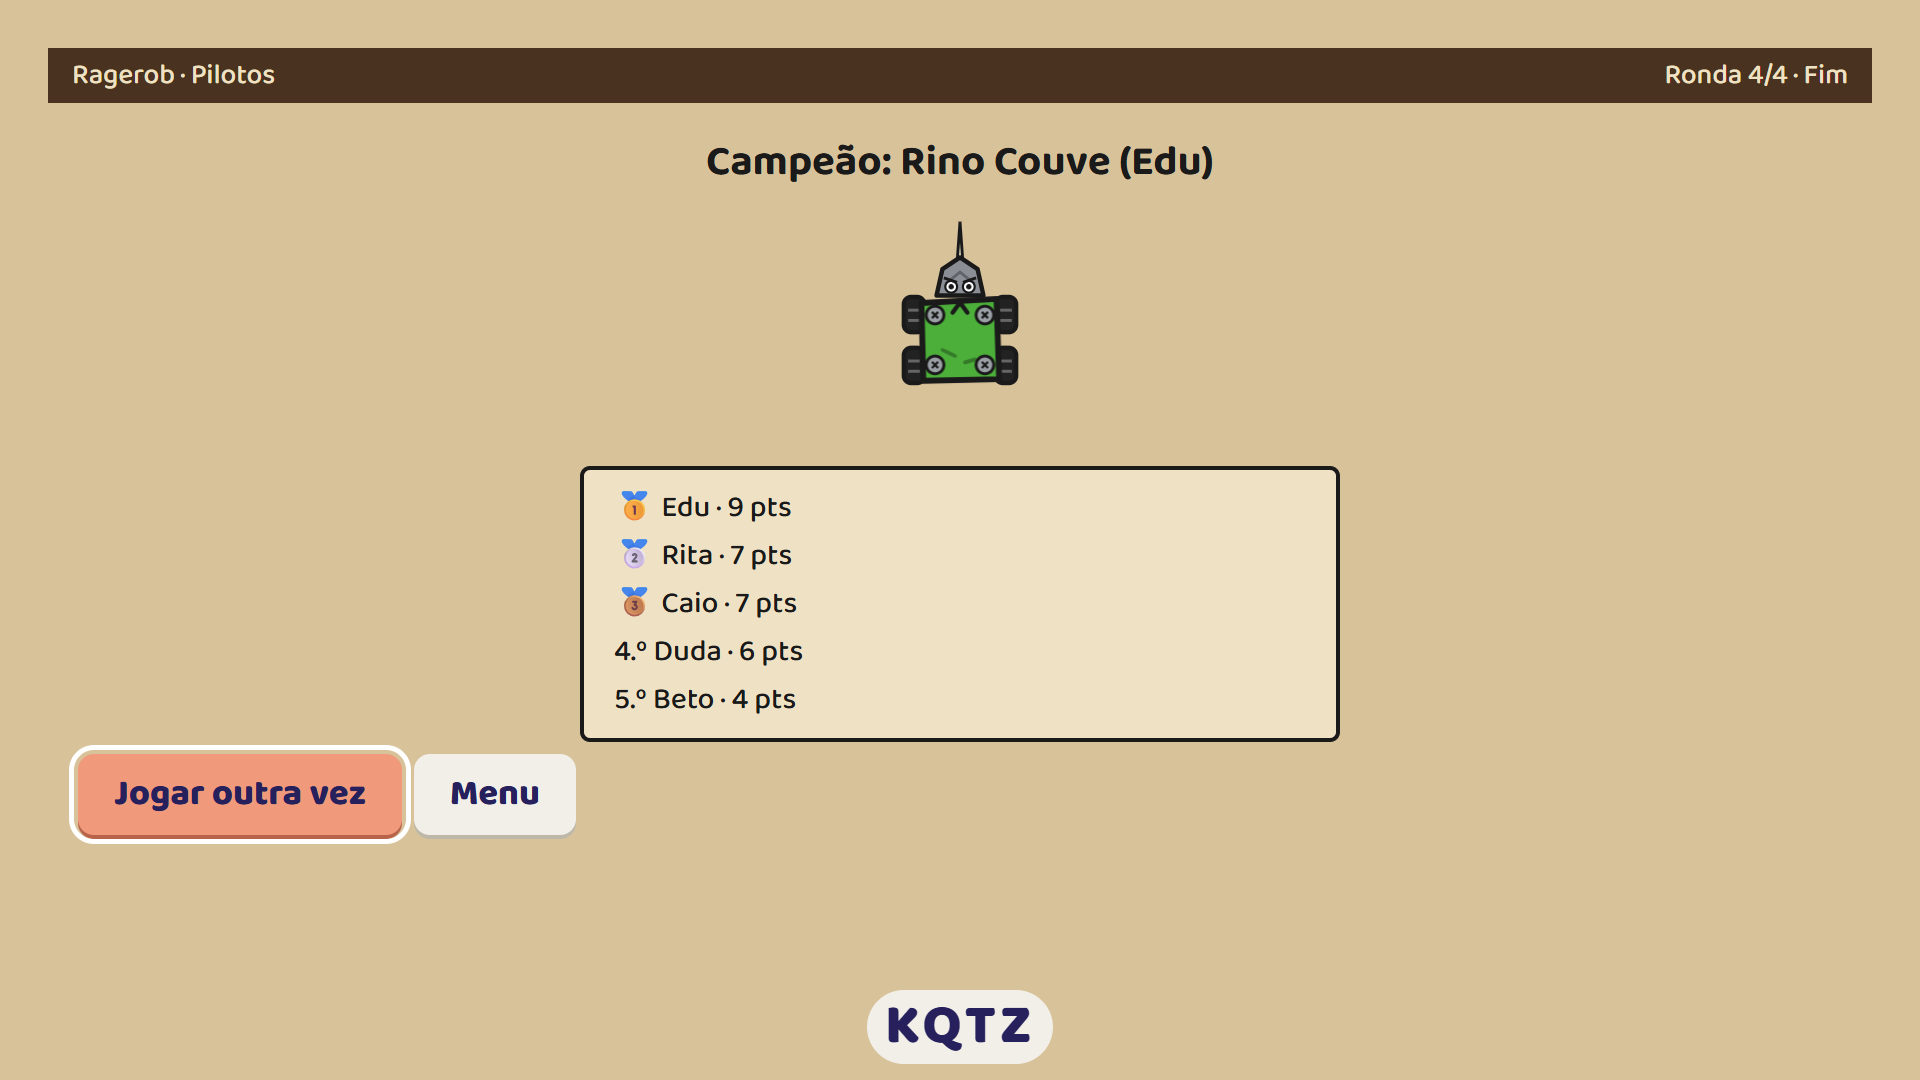 Ragerob · Pilotos
Ronda 4/4 · Fim
Campeão: Rino Couve (Edu)
🥇 Edu · 9 pts
🥈 Rita · 7 pts
🥉 Caio · 7 pts
4.º Duda · 6 pts
5.º Beto · 4 pts
Jogar outra vez
Menu
KQTZ